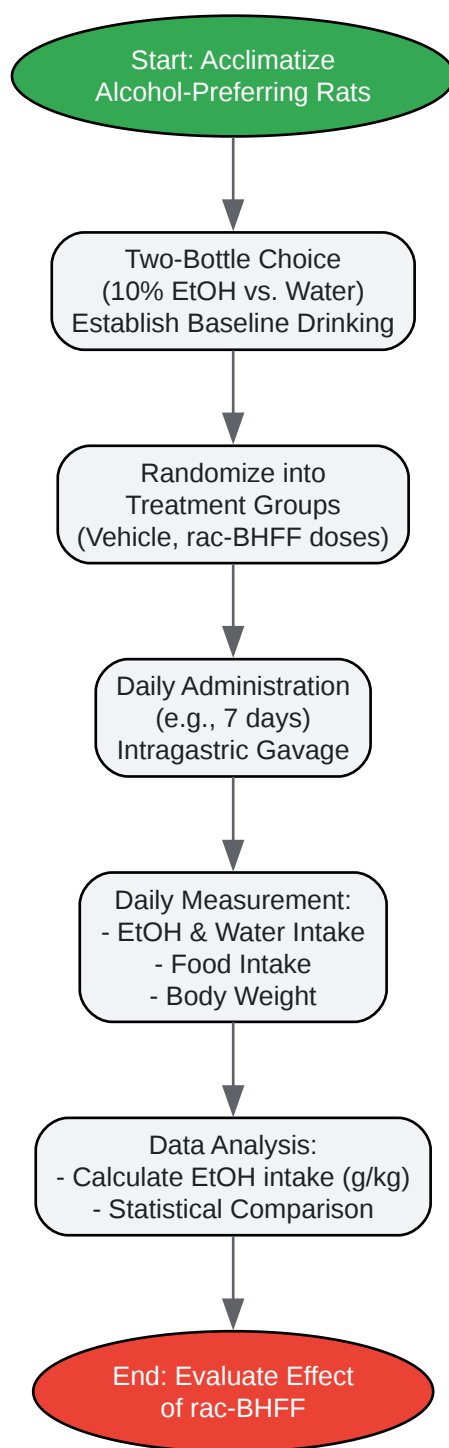 Start: Acclimatize
Alcohol-Preferring Rats
Two-Bottle Choice
(10% EtOH vs. Water)
Establish Baseline Drinking
Randomize into
Treatment Groups
(Vehicle, rac-BHFF doses)
Daily Administration
(e.g., 7 days)
Intragastric Gavage
Daily Measurement:
- EtOH & Water Intake
- Food Intake
- Body Weight
Data Analysis:
- Calculate EtOH intake (g/kg)
- Statistical Comparison
End: Evaluate Effect
of rac-BHFF